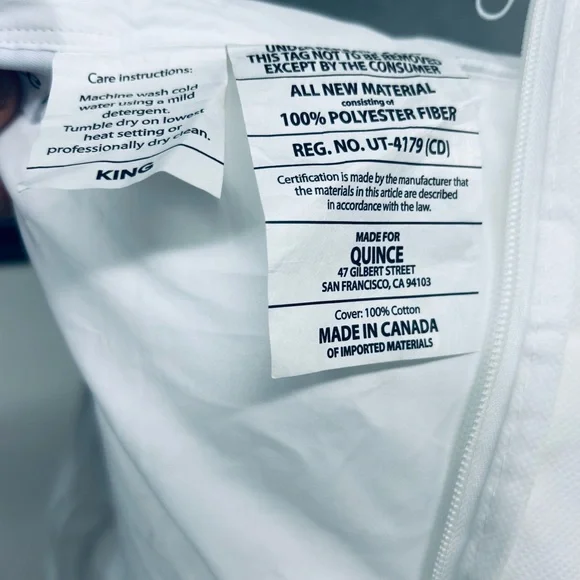 Care instructions:
Machine wash cold
water using a mild
detergent.
Tumble dry on lowest
heat setting or
professionally dry clean.
KING
UNDER
THIS TAG NOT TO BE REMOVED
EXCEPT BY THE CONSUMER
ALL NEW MATERIAL
consisting of
100% POLYESTER FIBER
REG. NO. UT-4179 (CD)
Certification is made by the manufacturer that
the materials in this article are described
in accordance with the law.
MADE FOR
QUINCE
47 GILBERT STREET
SAN FRANCISCO, CA 94103
Cover: 100% Cotton
MADE IN CANADA
OF IMPORTED MATERIALS